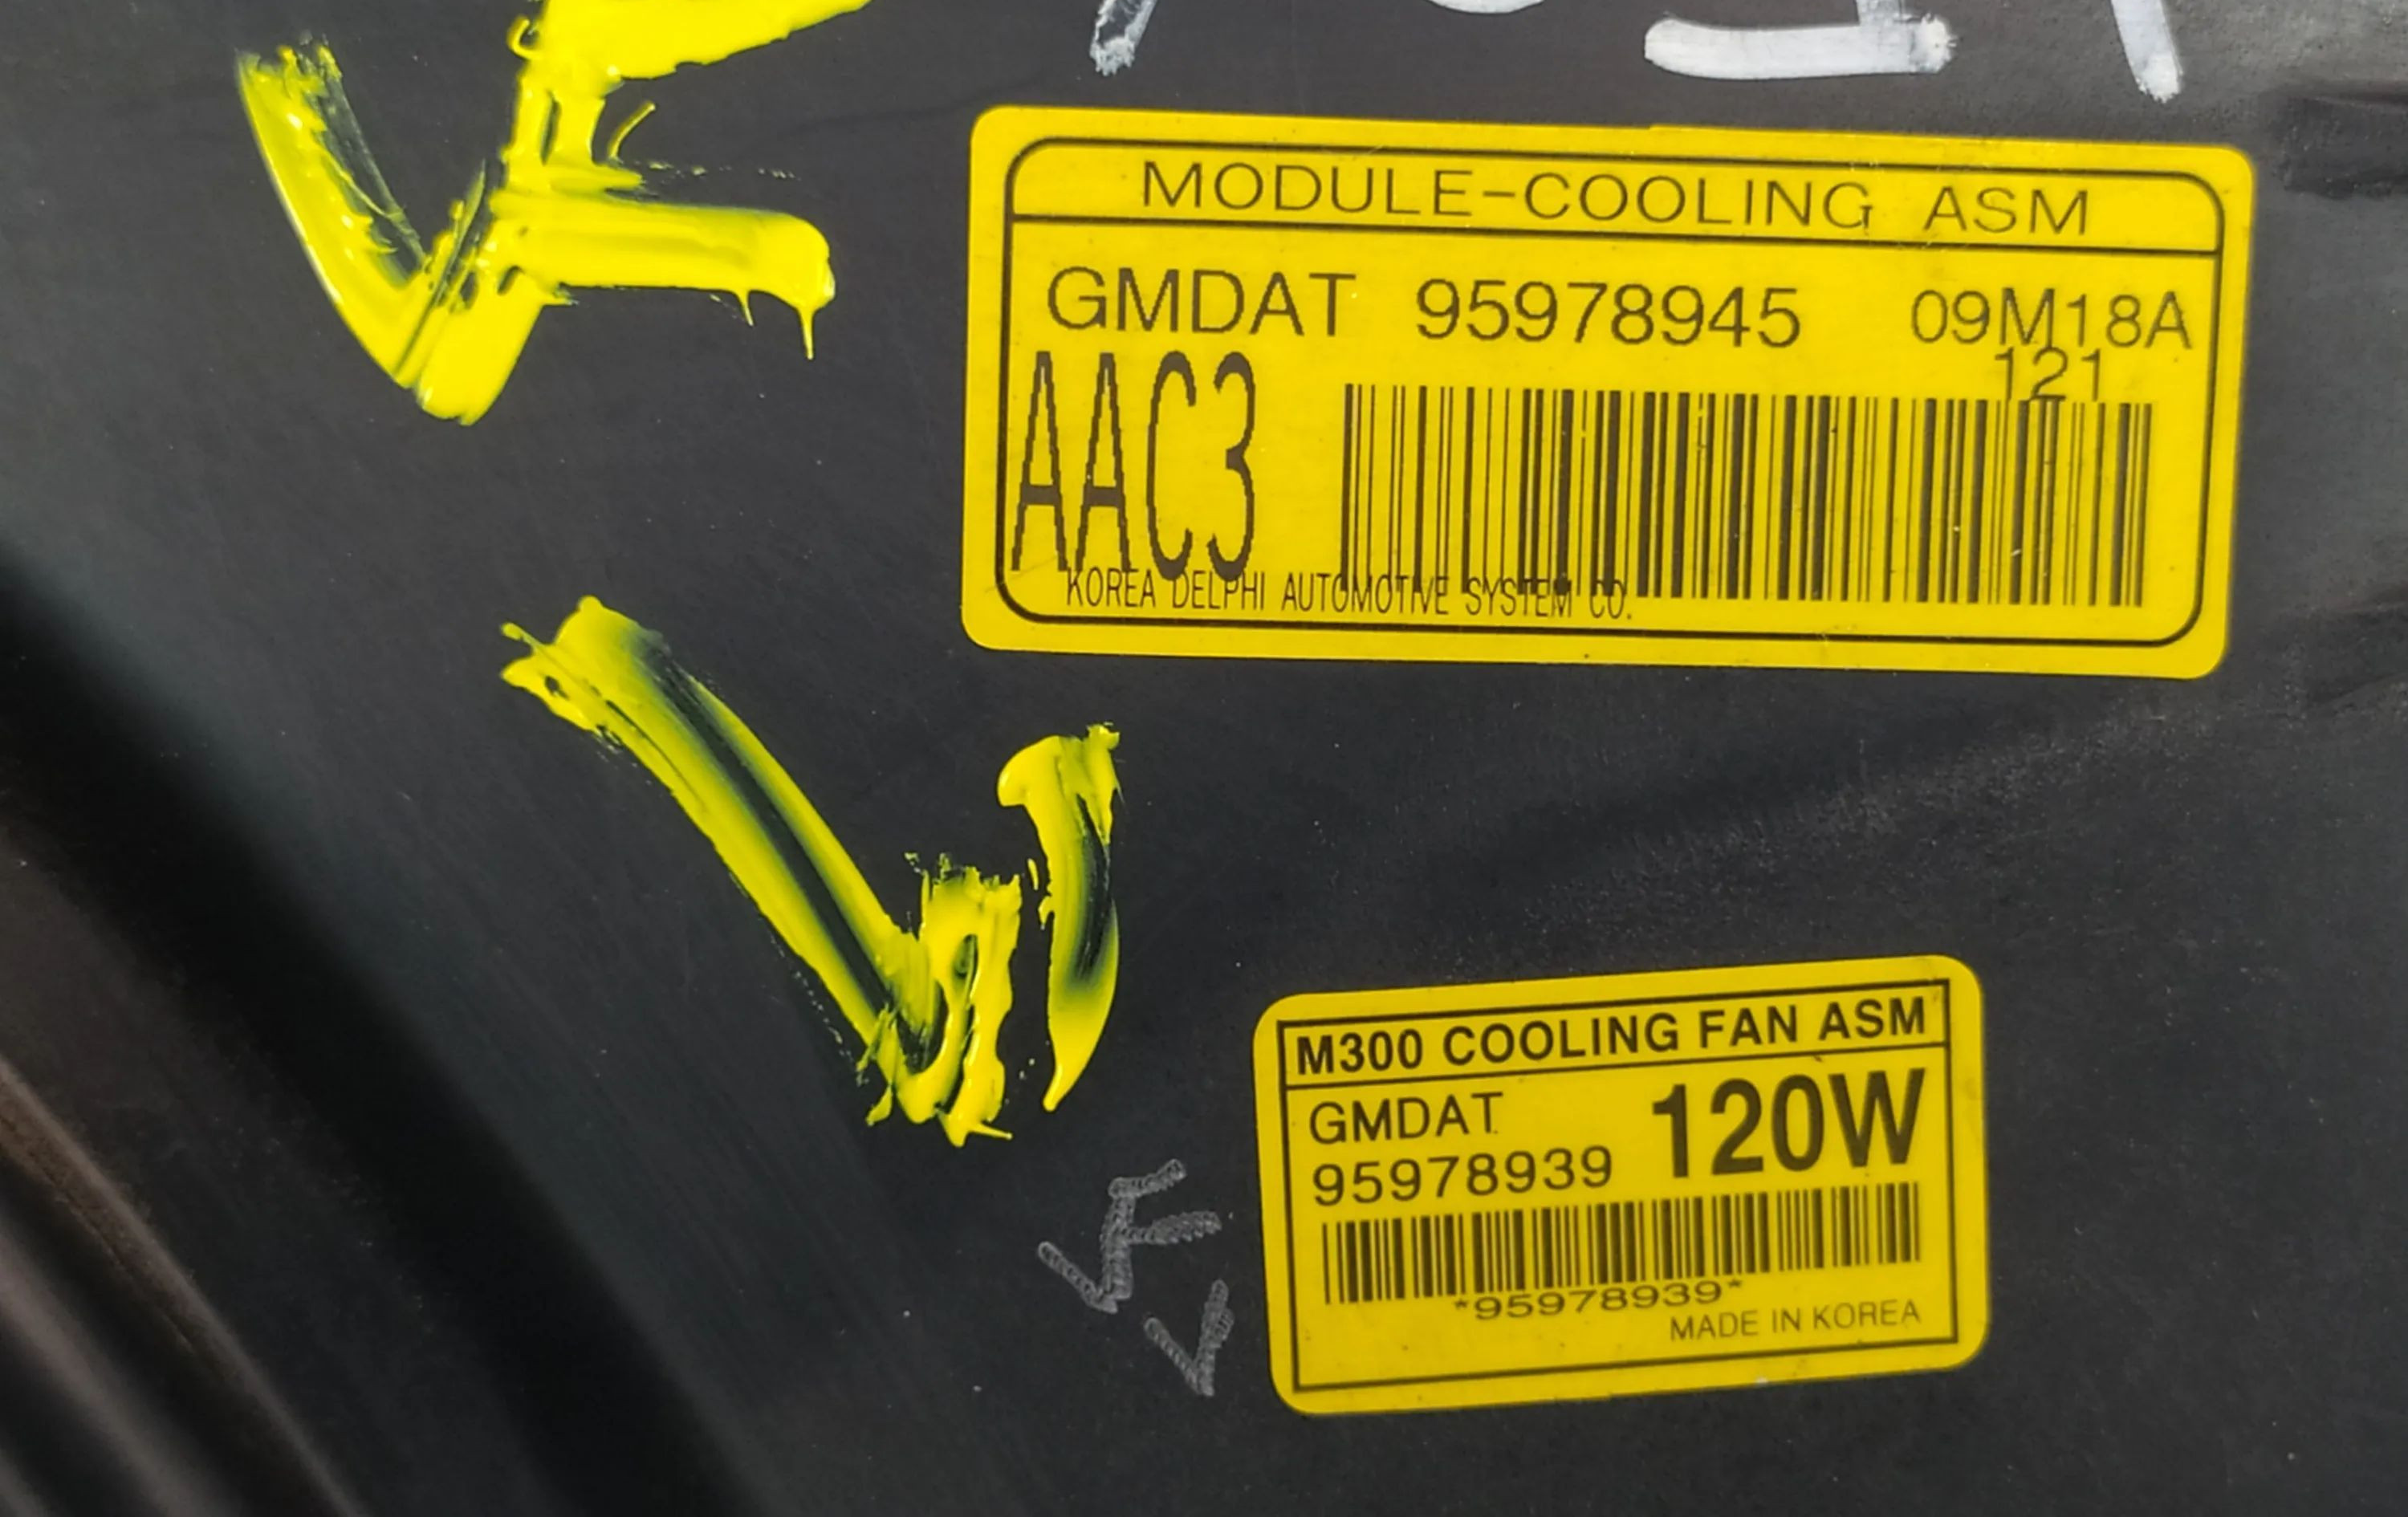 MODULE-COOLING ASM
GMDAT 95978945 09M18A
121
AAC3
KOREA DELPHI AUTOMOTIVE SYSTEM CO.
M300 COOLING FAN ASM
GMDAT 120W
95978939
*95978939*
MADE IN KOREA